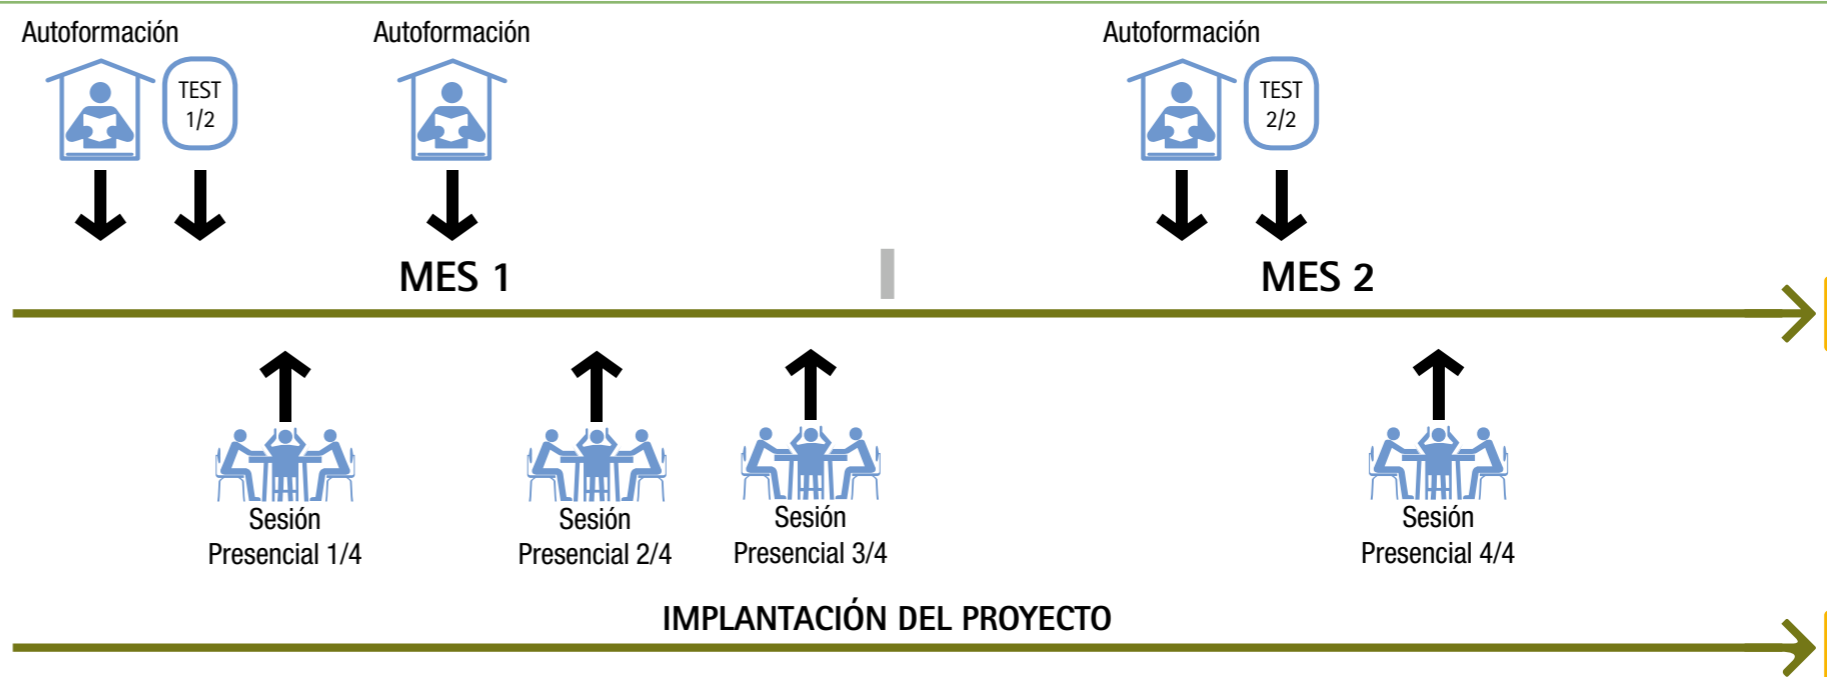 Autoformación
Autoformación
Autoformación
TEST
1/2
TEST
2/2
MES 1
MES 2
Sesión
Presencial 1/4
Sesión
Presencial 2/4
Sesión
Presencial 3/4
Sesión
Presencial 4/4
IMPLANTACIÓN DEL PROYECTO